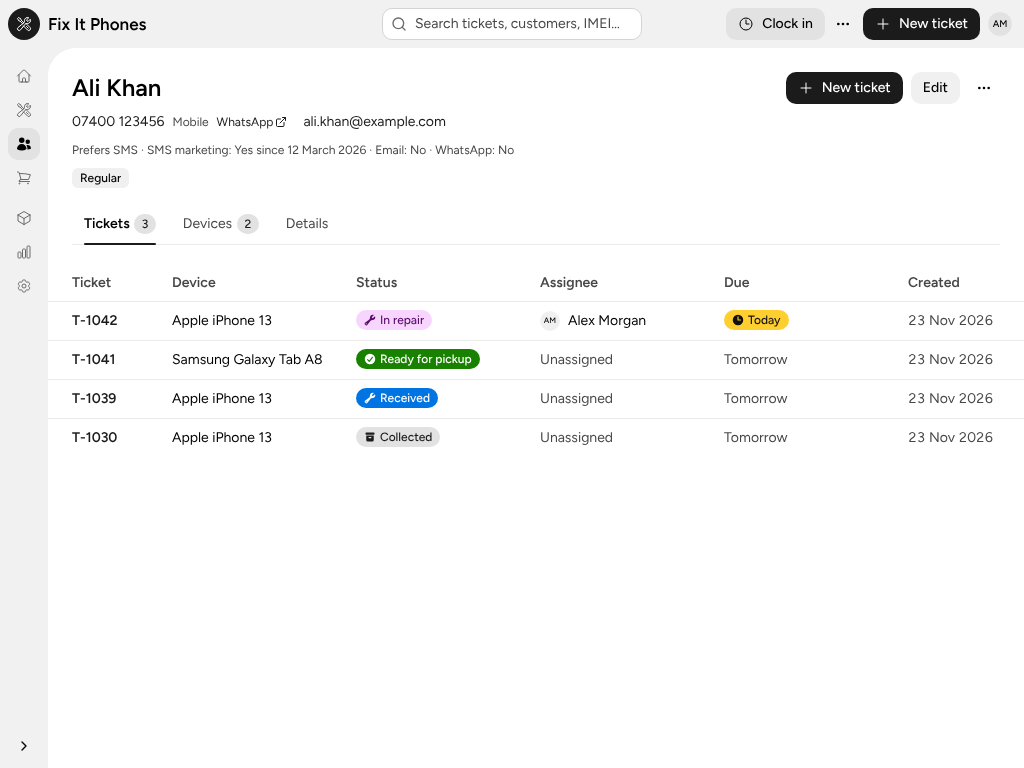 Fix It Phones
Search tickets, customers, IMEI...
Clock in
New ticket
AM
Ali Khan
New ticket
Edit
07400 123456 Mobile WhatsApp ali.khan@example.com
Prefers SMS · SMS marketing: Yes since 12 March 2026 · Email: No · WhatsApp: No
Regular
Tickets 3 Devices 2 Details
Ticket Device Status Assignee Due Created
T-1042 Apple iPhone 13 In repair AM Alex Morgan Today 23 Nov 2026
T-1041 Samsung Galaxy Tab A8 Ready for pickup Unassigned Tomorrow 23 Nov 2026
T-1039 Apple iPhone 13 Received Unassigned Tomorrow 23 Nov 2026
T-1030 Apple iPhone 13 Collected Unassigned Tomorrow 23 Nov 2026